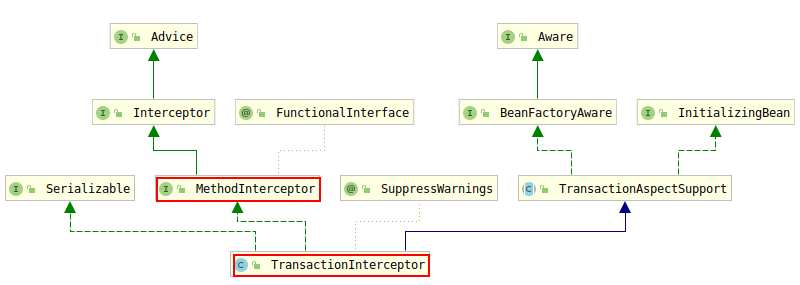 Advice
Aware
Interceptor
FunctionalInterface
BeanFactoryAware
InitializingBean
Serializable
MethodInterceptor
SuppressWarnings
TransactionAspectSupport
TransactionInterceptor